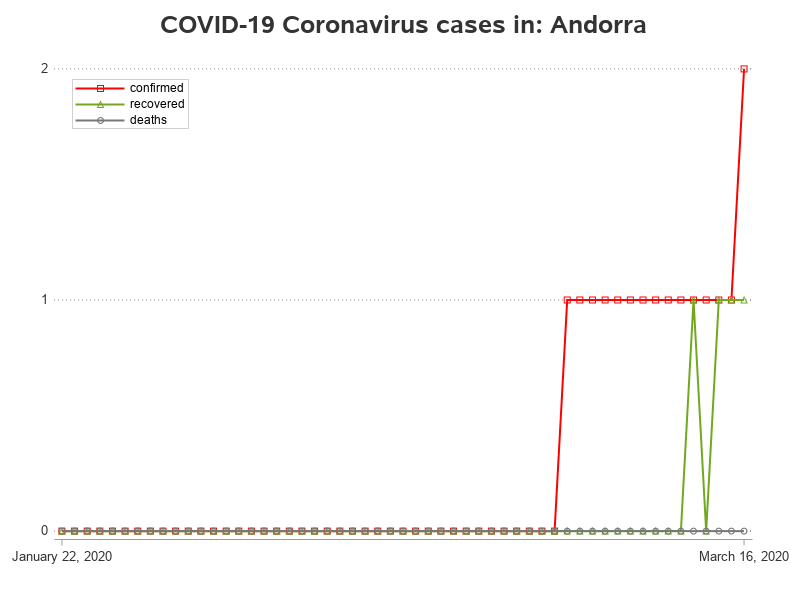 COVID-19 Coronavirus cases in: Andorra
2
confirmed
recovered
deaths
1
0
January 22, 2020
March 16, 2020